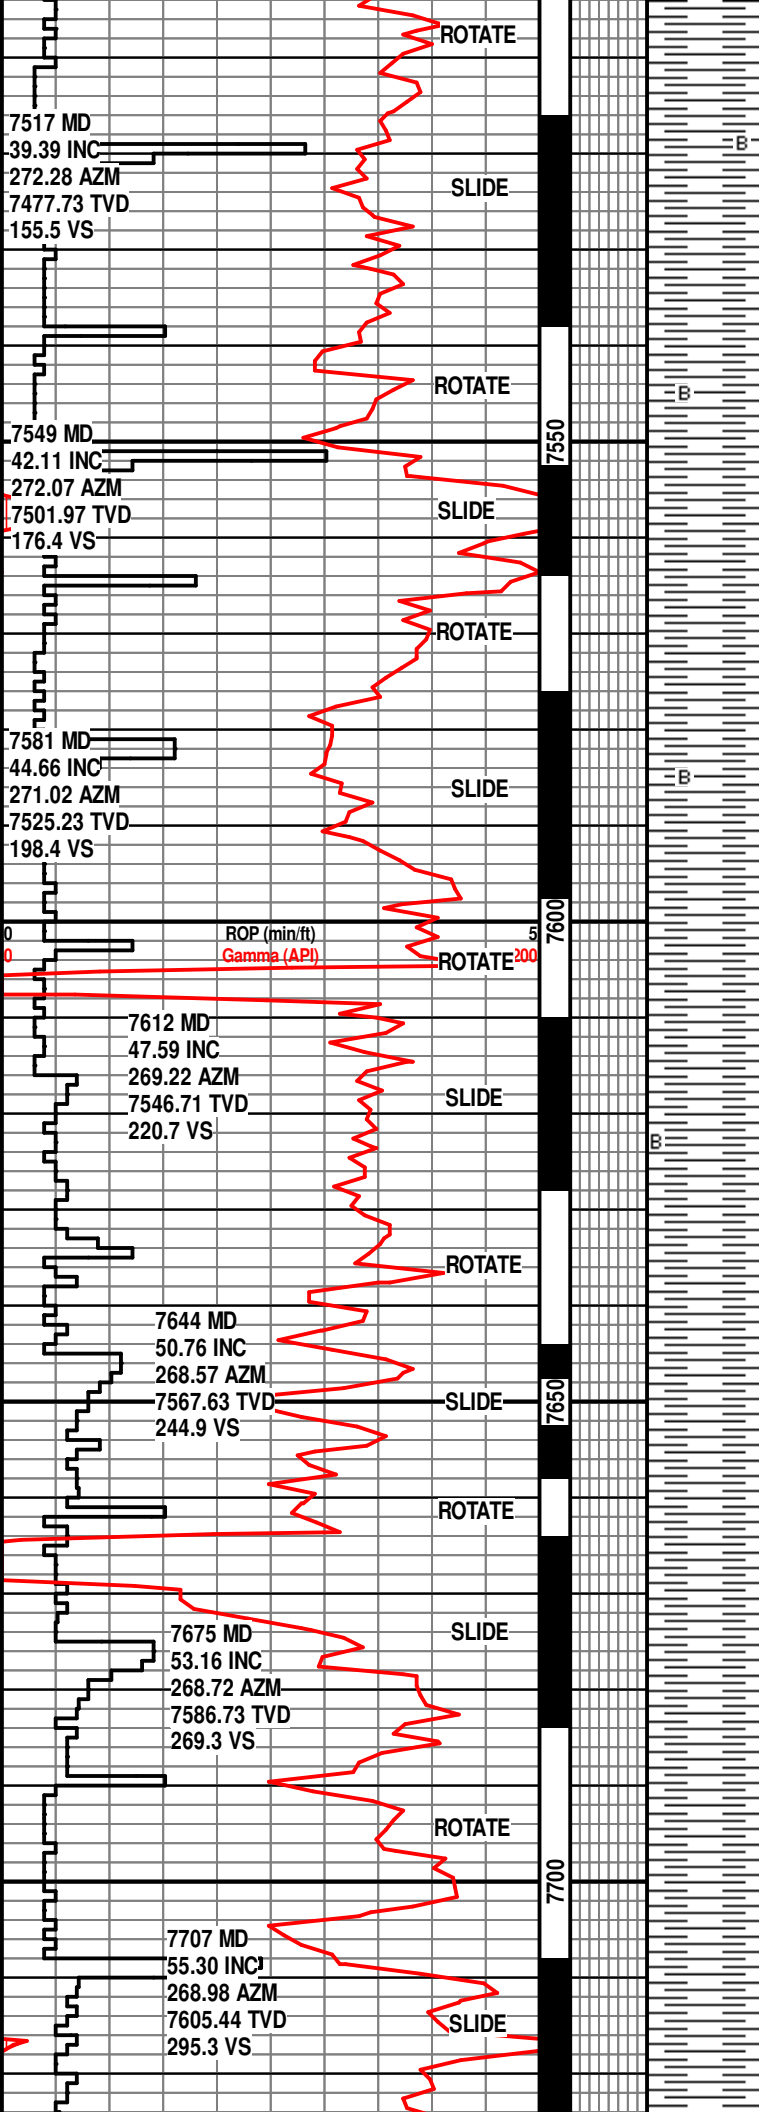 ROTATE
7517 MD
39.39 INC
272.28 AZM
7477.73 TVD
155.5 VS
B
SLIDE
ROTATE
B
7549 MD
42.11 INC
272.07 AZM
7501.97 TVD
176.4 VS
7550
SLIDE
ROTATE
7581 MD
44.66 INC
271.02 AZM
7525.23 TVD
198.4 VS
SLIDE
B
7600
0 ROP (min/ft) 5
0 Gamma (API) 200
ROTATE
7612 MD
47.59 INC
269.22 AZM
7546.71 TVD
220.7 VS
SLIDE
B
ROTATE
7644 MD
50.76 INC
268.57 AZM
7567.63 TVD
244.9 VS
SLIDE
7650
ROTATE
7675 MD
53.16 INC
268.72 AZM
7586.73 TVD
269.3 VS
SLIDE
ROTATE
7700
7707 MD
55.30 INC
268.98 AZM
7605.44 TVD
295.3 VS
SLIDE